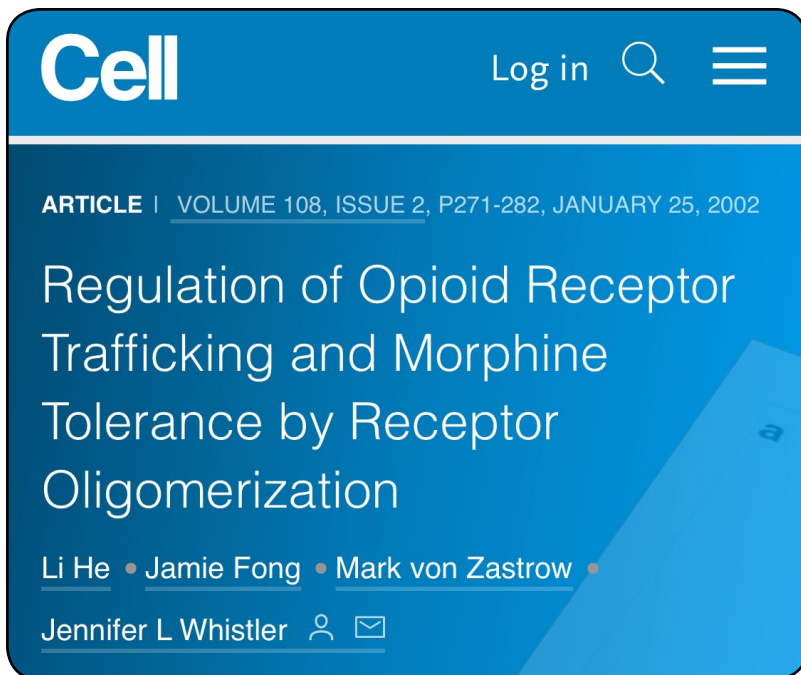 Cell
Log in
ARTICLE | VOLUME 108, ISSUE 2, P271-282, JANUARY 25, 2002
Regulation of Opioid Receptor
Trafficking and Morphine
Tolerance by Receptor
Oligomerization
Li He • Jamie Fong • Mark von Zastrow •
Jennifer L Whistler
a